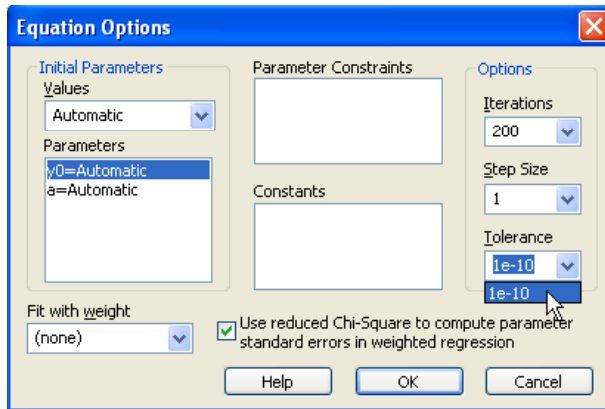 Equation Options
Initial Parameters
Values
Automatic
Parameters
y0=Automatic
a=Automatic
Parameter Constraints
Constants
Options
Iterations
200
Step Size
1
Tolerance
1e-10
1e-10
Fit with weight
(none)
Use reduced Chi-Square to compute parameter
standard errors in weighted regression
Help
OK
Cancel